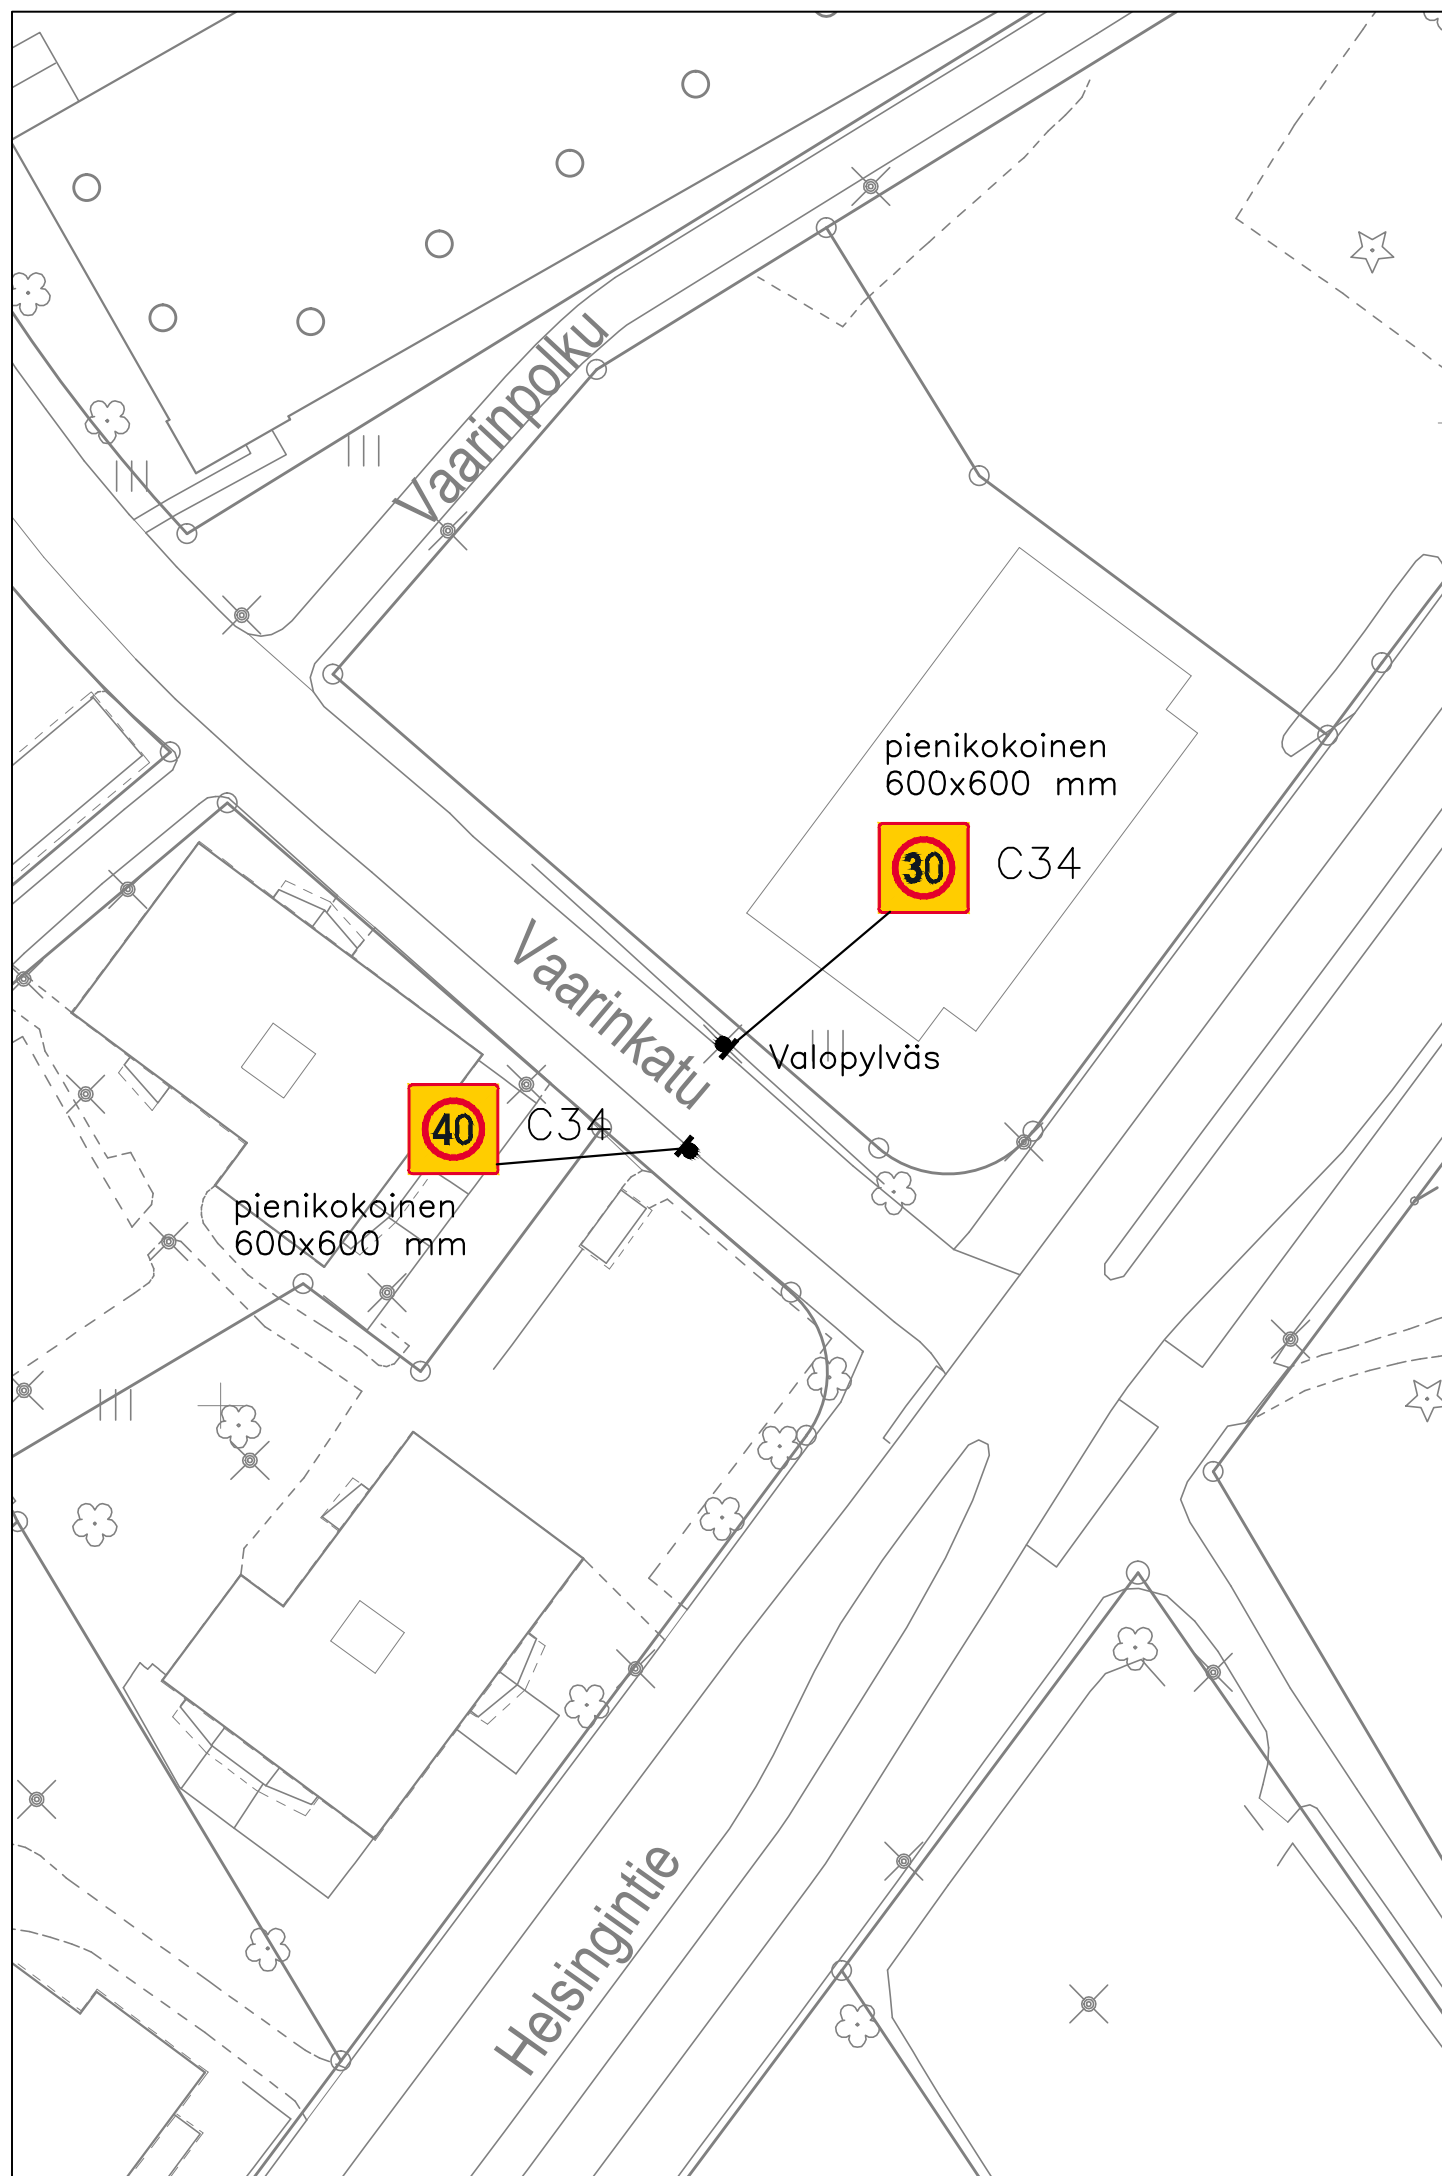 Vaarinpolku
pienikokoinen
600x600 mm
30
C34
Vaarinkatu
Valopylväs
40
C34
pienikokoinen
600x600 mm
Helsingintie